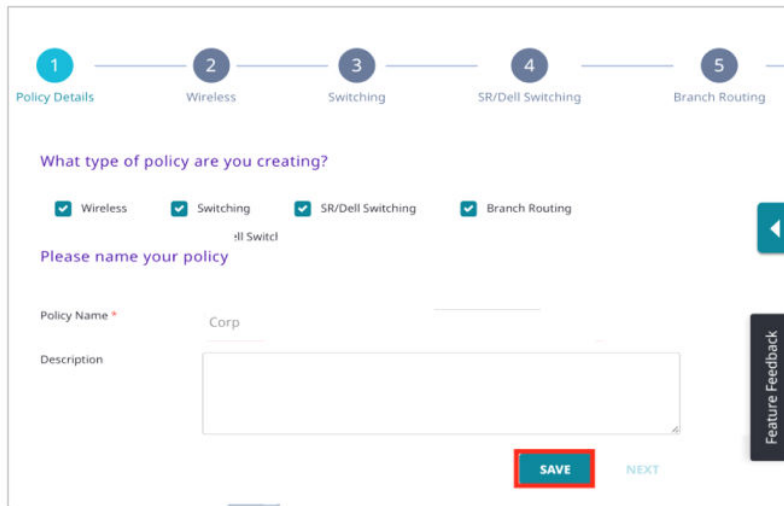 1 2 3 4 5
Policy Details Wireless Switching SR/Dell Switching Branch Routing
What type of policy are you creating?
Wireless Switching SR/Dell Switching Branch Routing
ell Switcl
Please name your policy
Policy Name *
Corp
Description
SAVE NEXT
Feature Feedback